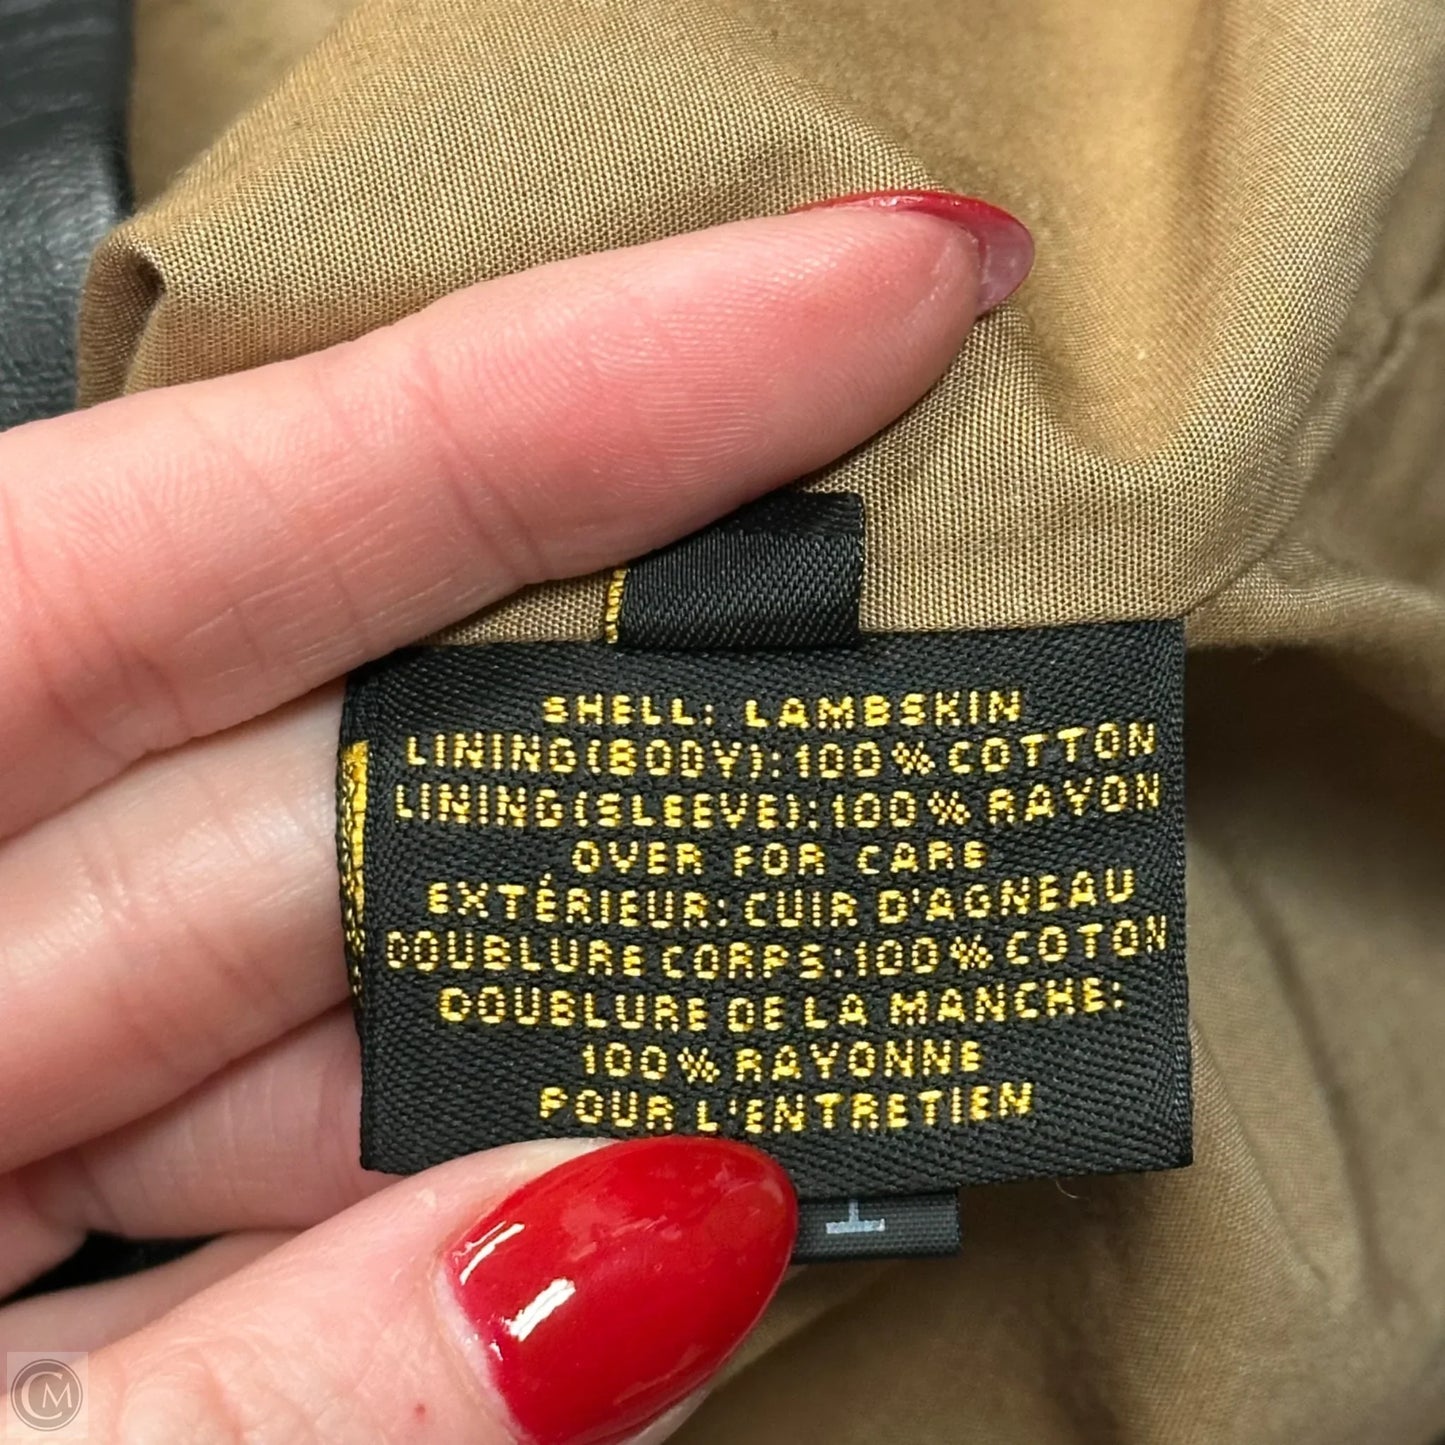 SHELL: LAMBSKIN
LINING(BODY):100% COTTON
LINING(SLEEVE):100% RAYON
OVER FOR CARE
EXTÉRIEUR: CUIR D'AGNEAU
DOUBLURE CORPS:100% COTON
DOUBLURE DE LA MANCHE:
100% RAYONNE
POUR L'ENTRETIEN
CM